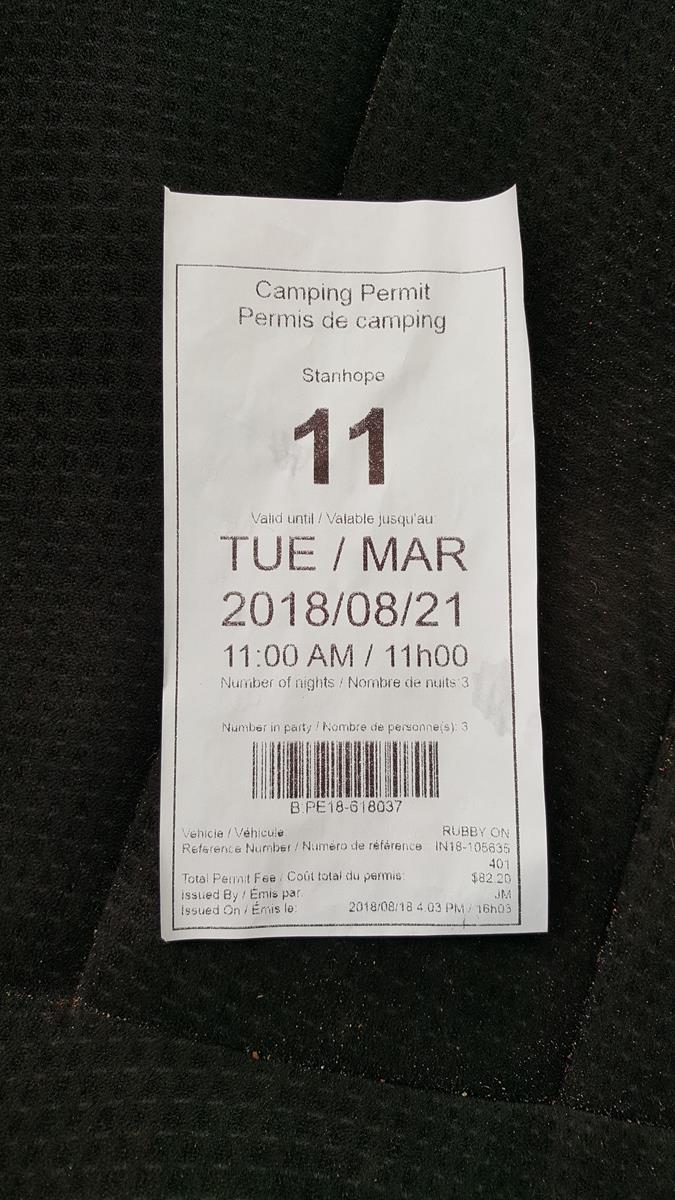 Camping Permit
Permis de camping
Stanhope
11
Valid until / Valable jusqu'au:
TUE / MAR
2018/08/21
11:00 AM / 11h00
Number of nights / Nombre de nuits:3
Number in party / Nombre de personne(s): 3
B:PE18-618037
Vehicle / Véhicule: RUBBY ON
Reference Number / Numéro de référence IN18-105635
401
Total Permit Fee / Coût total du permis: $82.20
Issued By / Émis par: JM
Issued On / Émis le: 2018/08/18 4:03 PM / 16h03